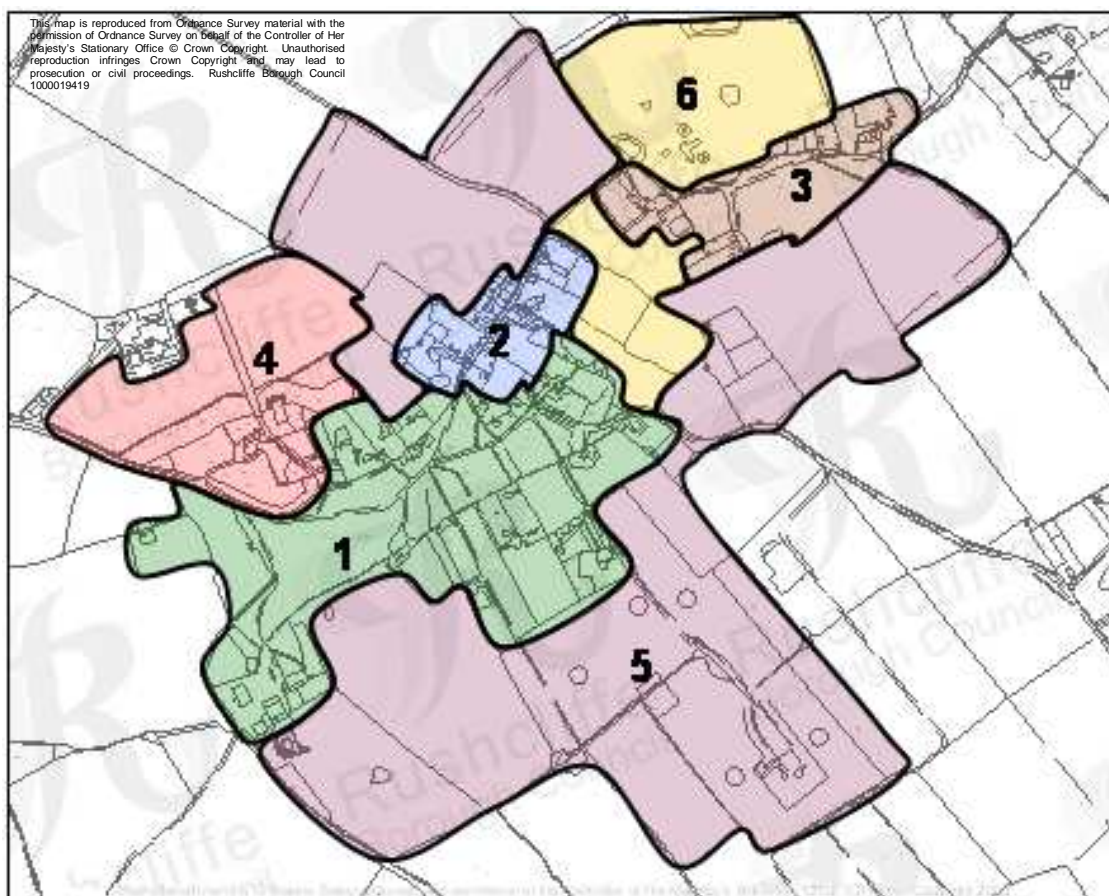 This map is reproduced from Ordnance Survey material with the
permission of Ordnance Survey on behalf of the Controller of Her
Majesty's Stationary Office © Crown Copyright. Unauthorised
reproduction infringes Crown Copyright and may lead to
prosecution or civil proceedings. Rushcliffe Borough Council
1000019419
6
3
2
4
1
5